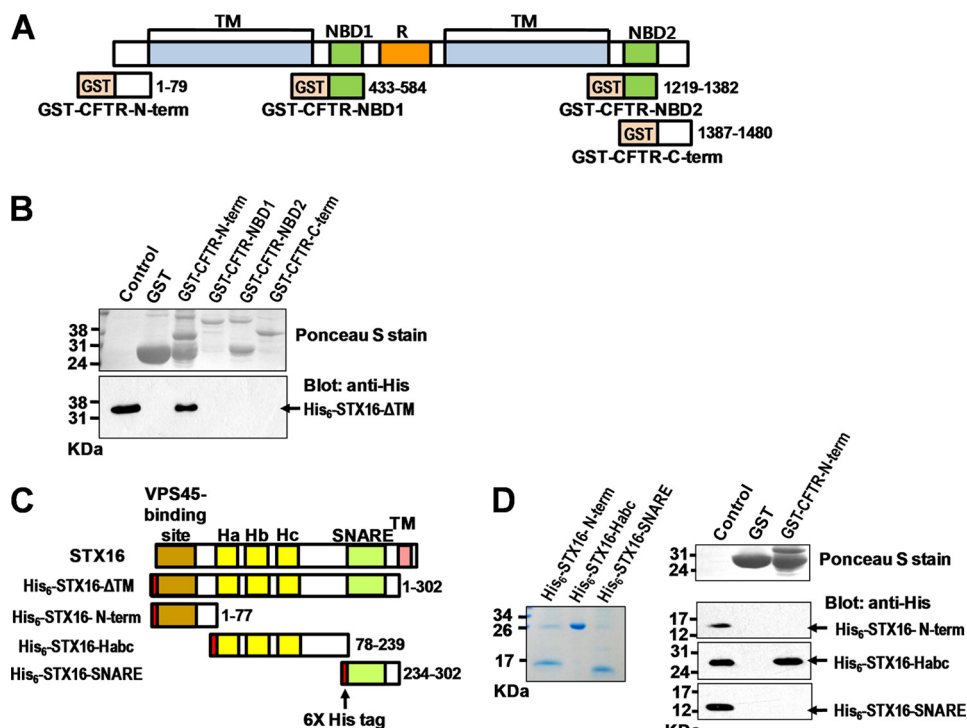 A
TM NBD1 R TM NBD2
GST 1-79 GST 433-584 GST 1219-1382
GST-CFTR-N-term GST-CFTR-NBD1 GST-CFTR-NBD2
GST 1387-1480
GST-CFTR-C-term
B
Control
GST
GST-CFTR-N-term
GST-CFTR-NBD1
GST-CFTR-NBD2
GST-CFTR-C-term
38
31
24
Ponceau S stain
Blot: anti-His
38
31
His6-STX16-ΔTM
KDa
C
VPS45-
binding
site Ha Hb Hc SNARE TM
STX16
His6-STX16-ΔTM 1-302
His6-STX16- N-term 1-77
His6-STX16-Habc 78-239
His6-STX16-SNARE 234-302
6X His tag
D
His6-STX16-N-term
His6-STX16-Habc
His6-STX16-SNARE
34
26
17
KDa
Control
GST
GST-CFTR-N-term
31
24
Ponceau S stain
Blot: anti-His
17
12
His6-STX16- N-term
31
24
His6-STX16-Habc
17
12
His6-STX16-SNARE
KDa